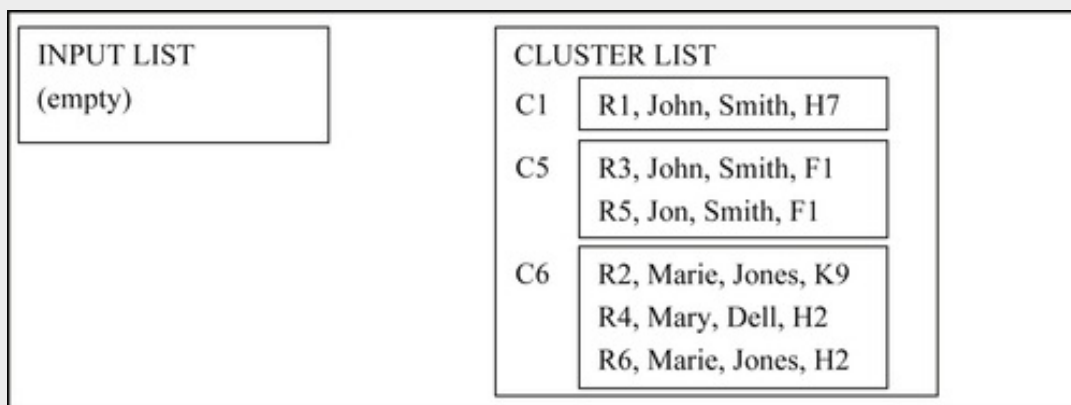 INPUT LIST
(empty)
CLUSTER LIST
C1 R1, John, Smith, H7
C5 R3, John, Smith, F1
R5, Jon, Smith, F1
C6 R2, Marie, Jones, K9
R4, Mary, Dell, H2
R6, Marie, Jones, H2